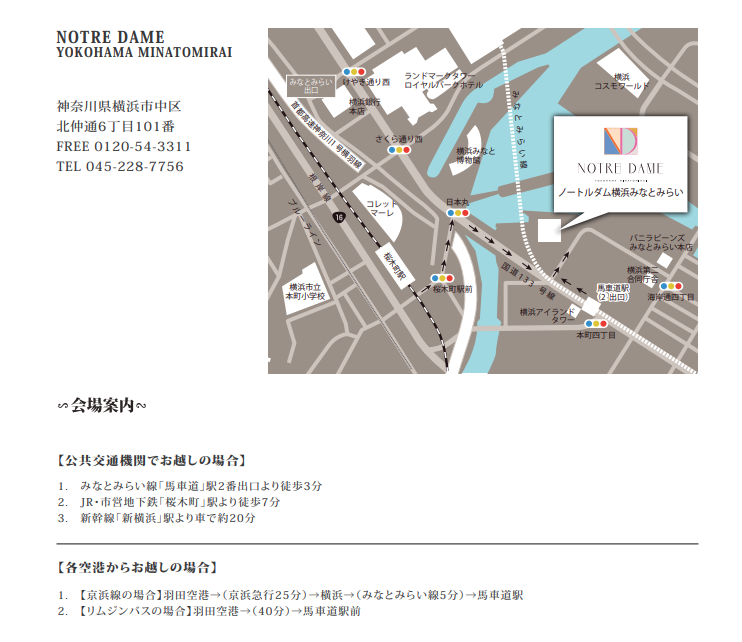 NOTRE DAME
YOKOHAMA MINATOMIRAI
神奈川県横浜市中区
北仲通6丁目101番
FREE 0120-54-3311
TEL 045-228-7756
みなとみらい
出口
けやき通り西
横浜銀行
本店
ランドマークタワー
ロイヤルパークホテル
みなとみらい線
横浜
コスモワールド
首都高速神奈川1号横羽線
さくら通り西
横浜みなと
博物館
NOTRE DAME
ノートルダム横浜みなとみらい
根岸線
16
ブルーライン
コレット
マーレ
日本丸
桜木町駅
桜木町駅前
国道133号線
バニラビーンズ
みなとみらい本店
横浜第二
合同庁舎
馬車道駅
(2出口)
海岸通四丁目
横浜市立
本町小学校
横浜アイランド
タワー
本町四丁目
∽会場案内∾
【公共交通機関でお越しの場合】
1. みなとみらい線「馬車道」駅2番出口より徒歩3分
2. JR・市営地下鉄「桜木町」駅より徒歩7分
3. 新幹線「新横浜」駅より車で約20分
【各空港からお越しの場合】
1. 【京浜線の場合】羽田空港→(京浜急行25分)→横浜→(みなとみらい線5分)→馬車道駅
2. 【リムジンバスの場合】羽田空港→(40分)→馬車道駅前